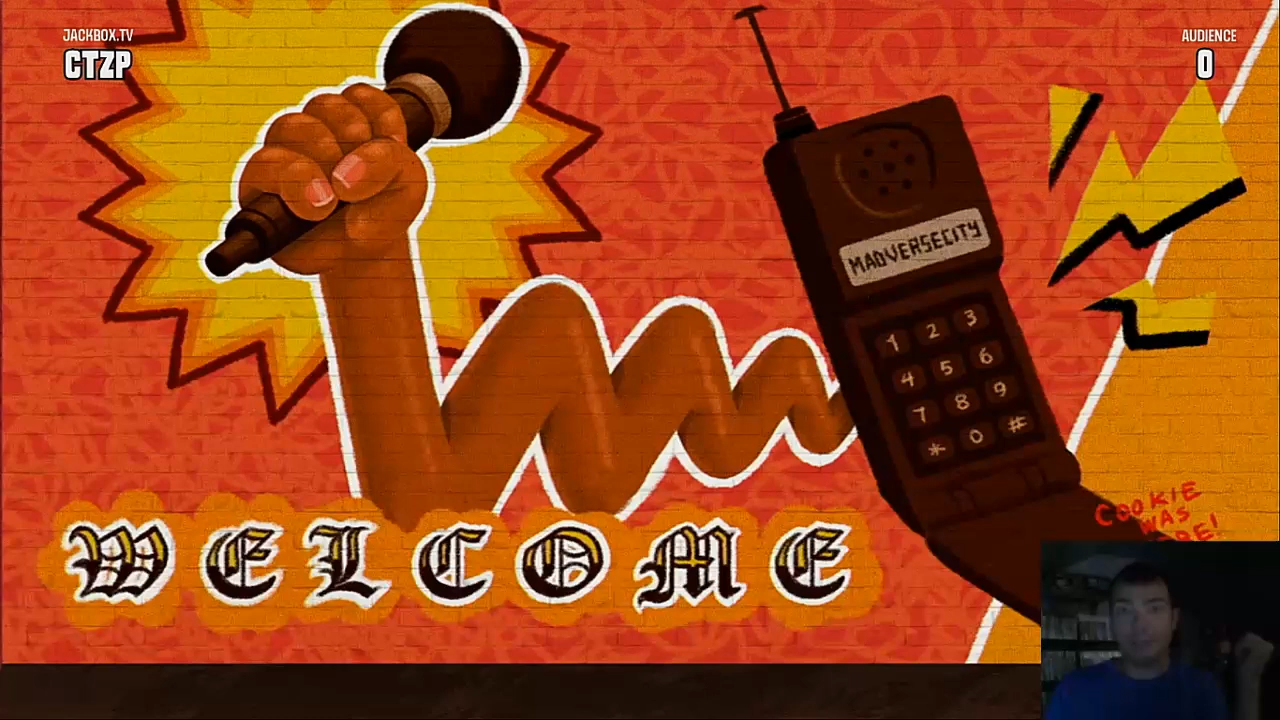 JACKBOX.TV
CTZP
AUDIENCE
0
MADVERSECITY
1 2 3
4 5 6
7 8 9
* 0 #
COOKIE
WAS
WELCOME